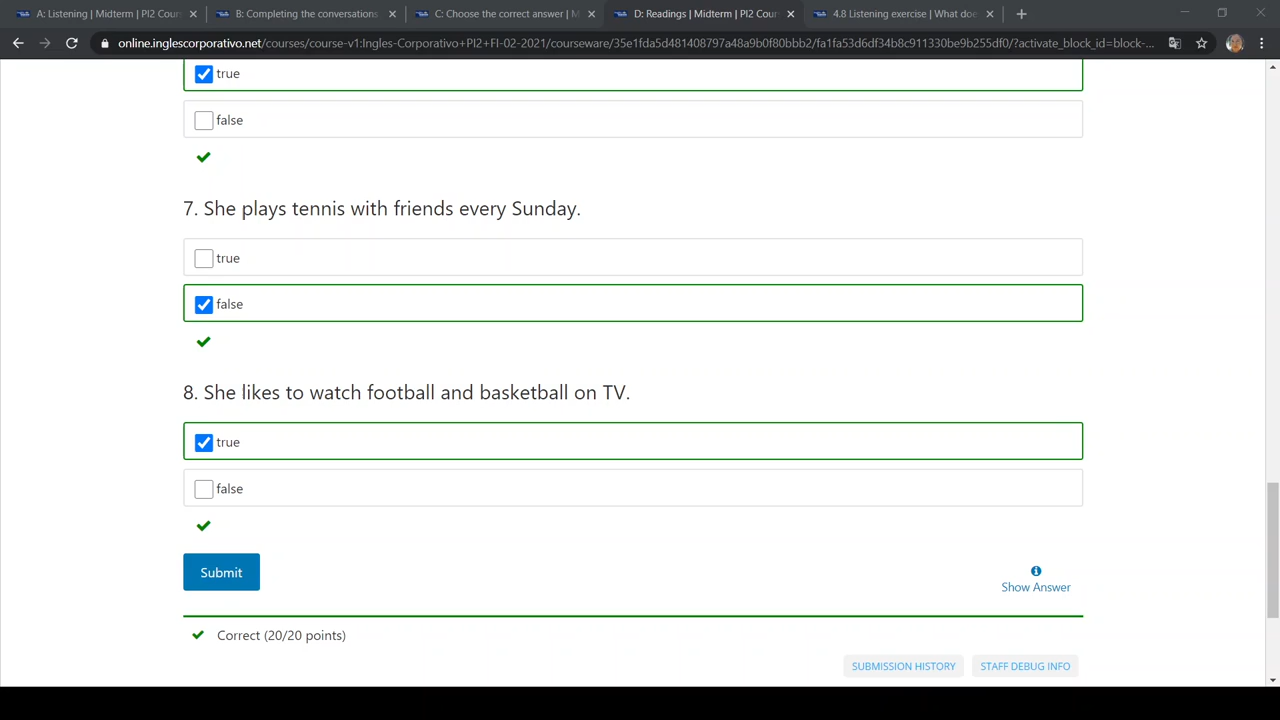 A: Listening | Midterm | PI2 Cour
B: Completing the conversations
C: Choose the correct answer | M
D: Readings | Midterm | PI2 Cour
4.8 Listening exercise | What doe
online.inglescorporativo.net/courses/course-v1:Ingles-Corporativo+PI2+FI-02-2021/courseware/35e1fda5d481408797a48a9b0f80bbb2/fa1fa53d6df34b8c911330be9b255df0/?activate_block_id=block-...
true
false
7. She plays tennis with friends every Sunday.
true
false
8. She likes to watch football and basketball on TV.
true
false
Submit
Show Answer
Correct (20/20 points)
SUBMISSION HISTORY
STAFF DEBUG INFO